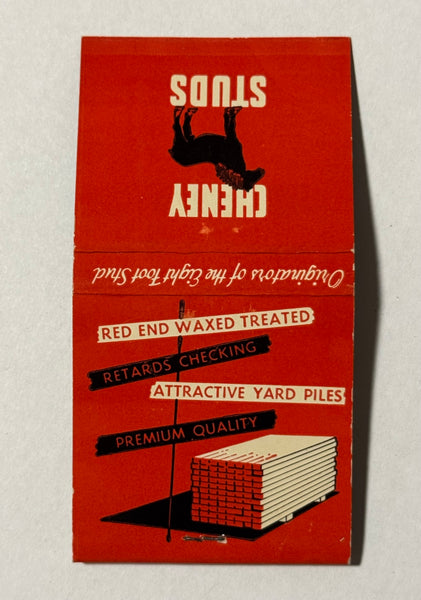 CHENEY
STUDS
Originators of the Eight Foot Stud
RED END WAXED TREATED
RETARDS CHECKING
ATTRACTIVE YARD PILES
PREMIUM QUALITY